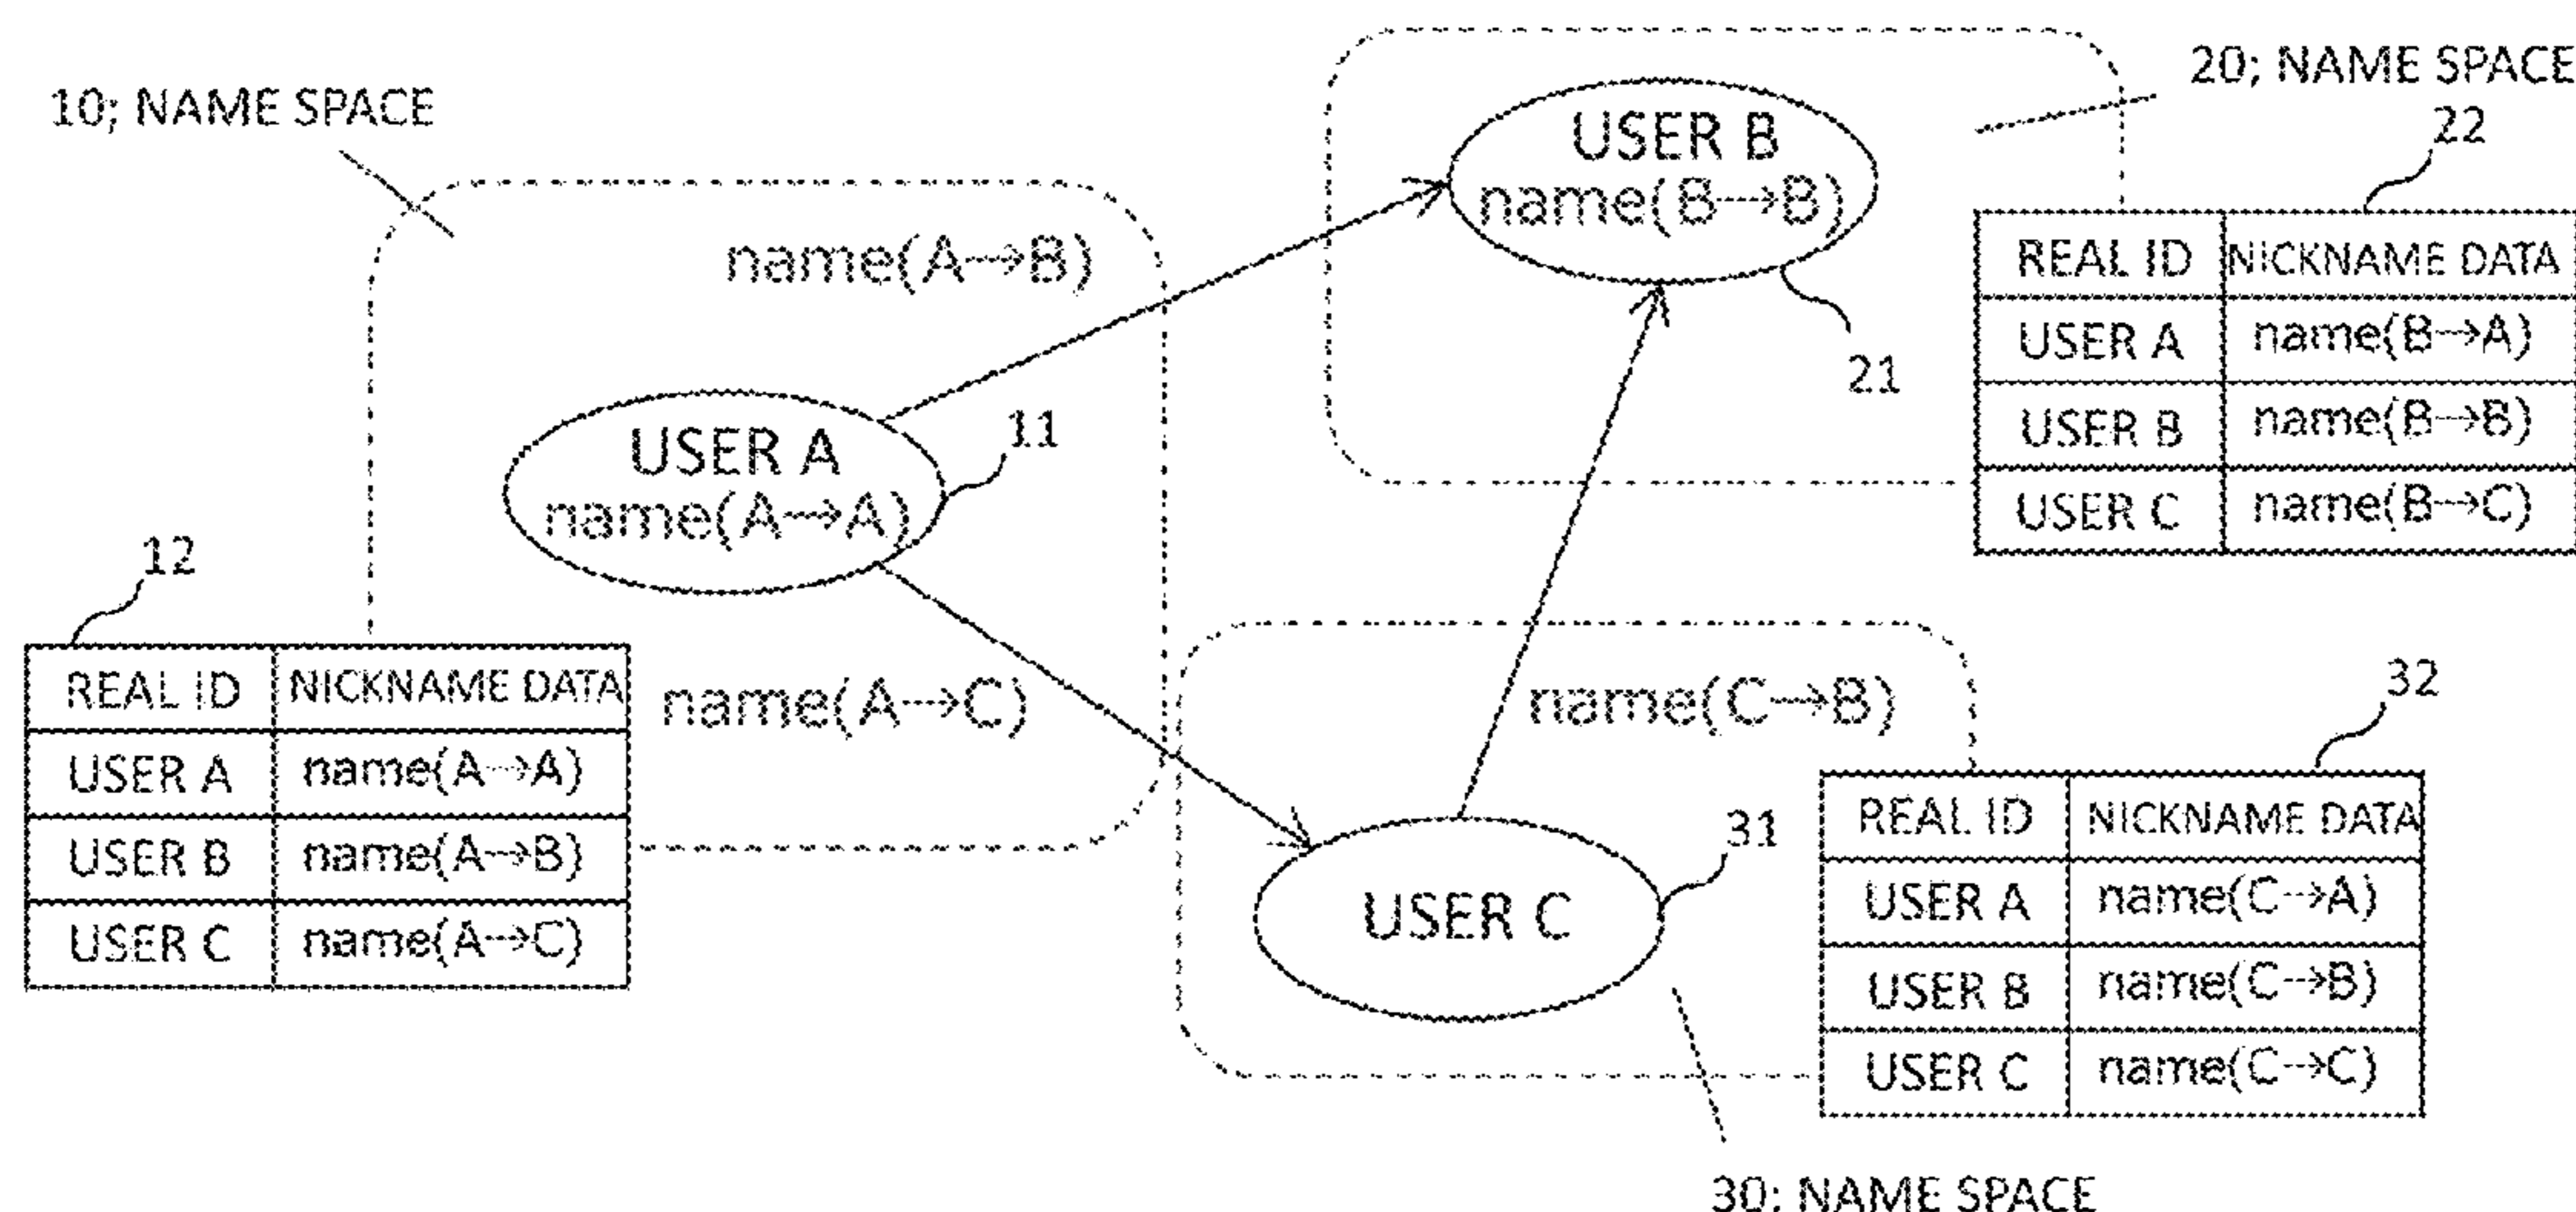 10; NAME SPACE
20; NAME SPACE
22
USER B
name(B→B)
21
REAL ID NICKNAME DATA
USER A name(B→A)
USER B name(B→B)
USER C name(B→C)
name(A→B)
USER A
name(A→A)
11
12
REAL ID NICKNAME DATA
USER A name(A→A)
USER B name(A→B)
USER C name(A→C)
name(A→C)
name(C→B)
USER C
31
32
REAL ID NICKNAME DATA
USER A name(C→A)
USER B name(C→B)
USER C name(C→C)
30; NAME SPACE